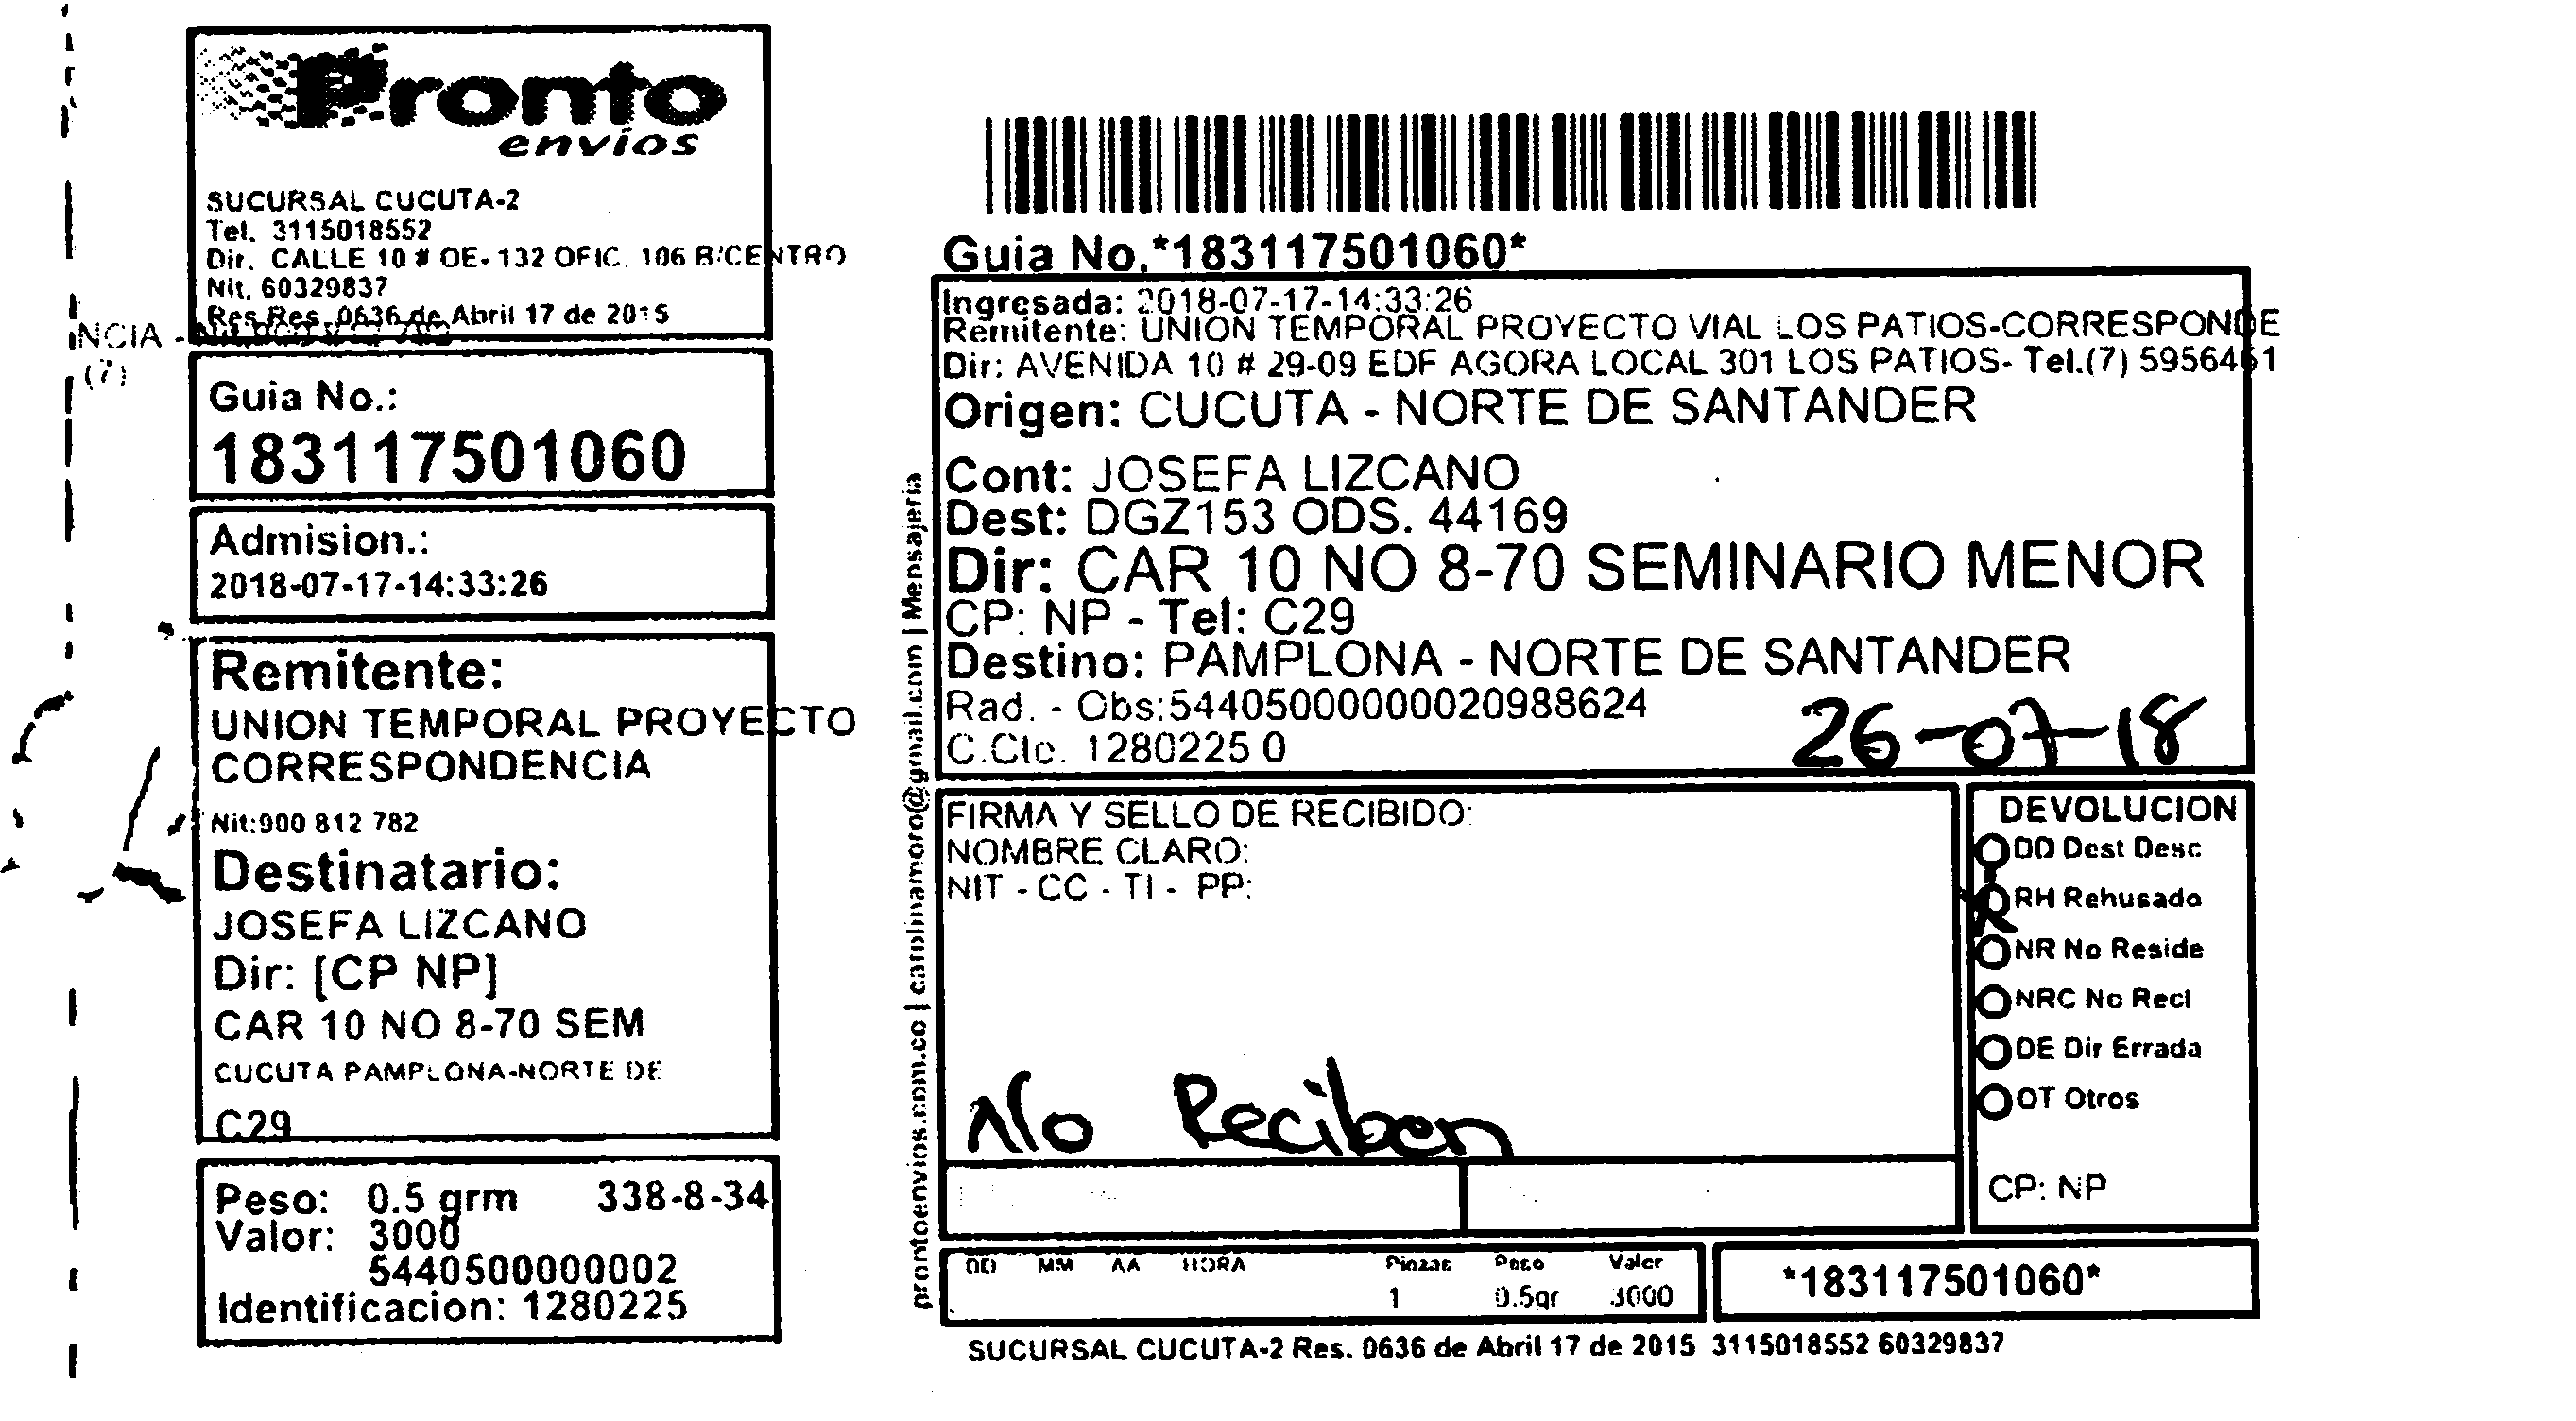 Pronto
envíos
SUCURSAL CUCUTA-2
Tel. 3115018552
Dir. CALLE 10 # OE-132 OFIC. 106 B/CENTRO
Nit. 60329837
Res Res. 0636 de Abril 17 de 2015
NCIA -
(7)
Guia No.:
183117501060
Admision.:
2018-07-17-14:33:26
Remitente:
UNION TEMPORAL PROYECTO
CORRESPONDENCIA
Nit:900 812 782
Destinatario:
JOSEFA LIZCANO
Dir: [CP NP]
CAR 10 NO 8-70 SEM
CUCUTA PAMPLONA-NORTE DE
C29
Peso: 0.5 grm 338-8-34
Valor: 3000
5440500000002
Identificacion: 1280225
prontoenvios.com.co | carolinamoro@gmail.com | Mensajeria
Guia No.*183117501060*
Ingresada: 2018-07-17-14:33:26
Remitente: UNION TEMPORAL PROYECTO VIAL LOS PATIOS-CORRESPONDE
Dir: AVENIDA 10 # 29-09 EDF AGORA LOCAL 301 LOS PATIOS- Tel.(7) 5956461
Origen: CUCUTA - NORTE DE SANTANDER
Cont: JOSEFA LIZCANO
Dest: DGZ153 ODS. 44169
Dir: CAR 10 NO 8-70 SEMINARIO MENOR
CP: NP - Tel: C29
Destino: PAMPLONA - NORTE DE SANTANDER
Rad. - Obs:544050000000020988624
C.Cto. 1280225 0
26-07-18
FIRMA Y SELLO DE RECIBIDO:
NOMBRE CLARO:
NIT - CC - TI - PP:
No Reciben
DEVOLUCION
DD Dest Desc
RH Rehusado
NR No Reside
NRC No Recl
DE Dir Errada
OT Otros
CP: NP
DD MM AA HORA Piezas Peso Valor
1 0.5gr 3000
*183117501060*
SUCURSAL CUCUTA-2 Res. 0636 de Abril 17 de 2015 3115018552 60329837